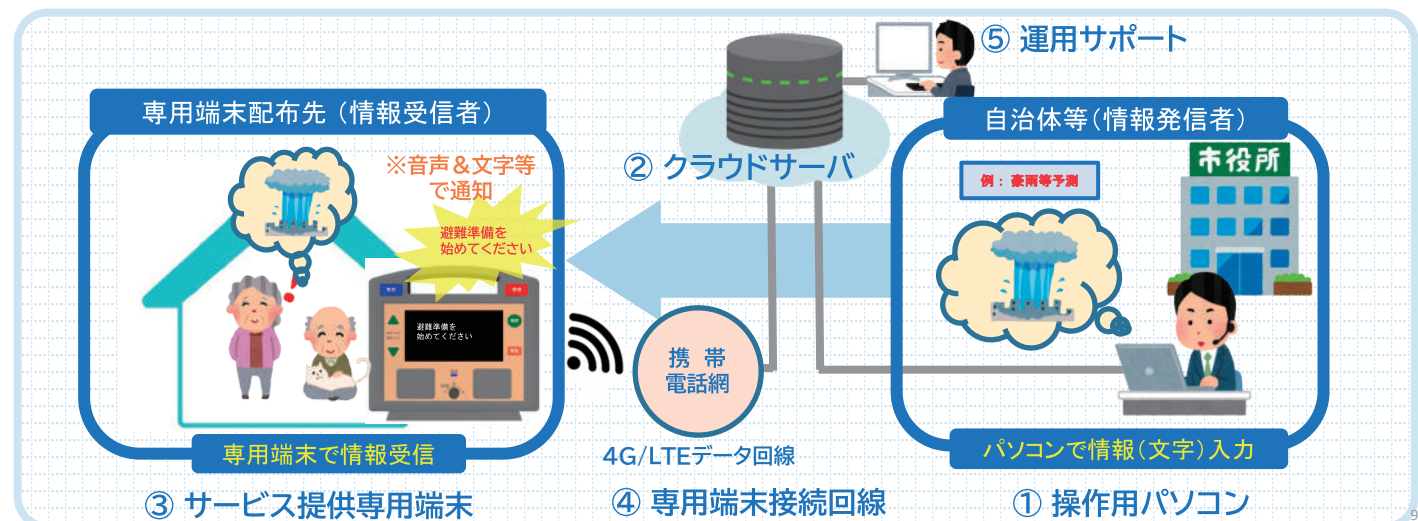 ⑤ 運用サポート
専用端末配布先（情報受信者）
自治体等（情報発信者）
※音声＆文字等
で通知
② クラウドサーバ
例： 豪雨等予測
市役所
避難準備を
始めてください
避難準備を
始めてください
携 帯
電話網
4G/LTEデータ回線
専用端末で情報受信
パソコンで情報（文字）入力
③ サービス提供専用端末
④ 専用端末接続回線
① 操作用パソコン
9